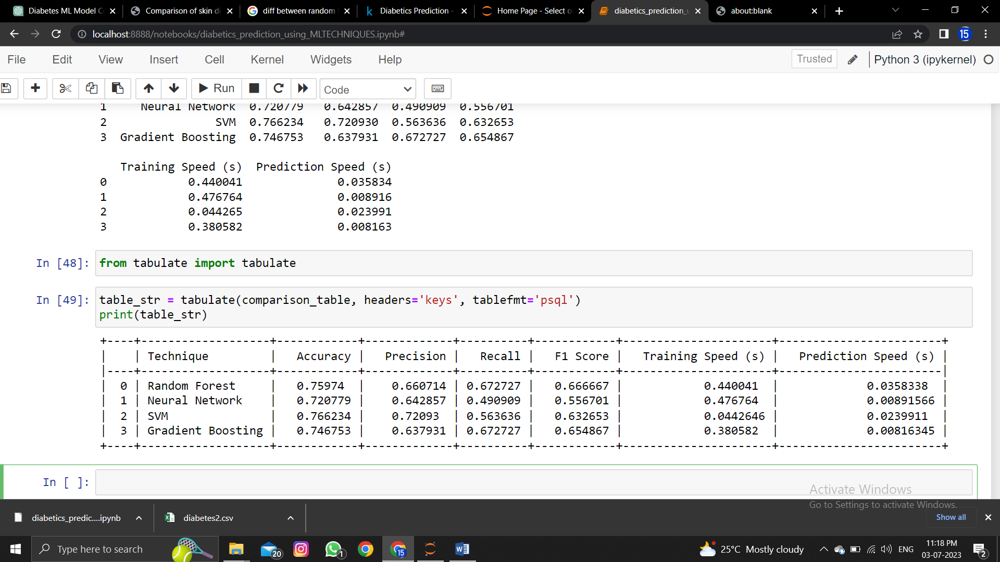 Diabetes ML Model C
Comparison of skin di
diff between random f
Diabetics Prediction -
Home Page - Select o
diabetics_prediction_u
about:blank
localhost:8888/notebooks/diabetics_prediction_using_MLTECHNIQUES.ipynb#
15
File Edit View Insert Cell Kernel Widgets Help
Trusted
Python 3 (ipykernel)
Run
Code
1 Neural Network 0.720779 0.642857 0.490909 0.556701
2 SVM 0.766234 0.720930 0.563636 0.632653
3 Gradient Boosting 0.746753 0.637931 0.672727 0.654867
Training Speed (s) Prediction Speed (s)
0 0.440041 0.035834
1 0.476764 0.008916
2 0.044265 0.023991
3 0.380582 0.008163
In [48]: from tabulate import tabulate
In [49]: table_str = tabulate(comparison_table, headers='keys', tablefmt='psql')
print(table_str)
+----+-------------------+------------+-------------+----------+------------+----------------------+------------------------+
| | Technique | Accuracy | Precision | Recall | F1 Score | Training Speed (s) | Prediction Speed (s) |
|----+-------------------+------------+-------------+----------+------------+----------------------+------------------------|
| 0 | Random Forest | 0.75974 | 0.660714 | 0.672727 | 0.666667 | 0.440041 | 0.0358338 |
| 1 | Neural Network | 0.720779 | 0.642857 | 0.490909 | 0.556701 | 0.476764 | 0.00891566 |
| 2 | SVM | 0.766234 | 0.72093 | 0.563636 | 0.632653 | 0.0442646 | 0.0239911 |
| 3 | Gradient Boosting | 0.746753 | 0.637931 | 0.672727 | 0.654867 | 0.380582 | 0.00816345 |
+----+-------------------+------------+-------------+----------+------------+----------------------+------------------------+
In [ ]:
Activate Windows
Go to Settings to activate Windows.
diabetics_predic....ipynb
diabetes2.csv
Show all
Type here to search
20
1
15
25°C Mostly cloudy
ENG
11:18 PM
03-07-2023
2